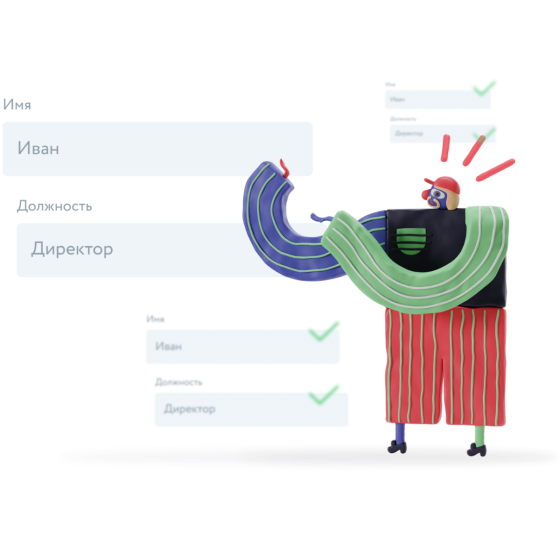 Имя
Иван
Должность
Директор
Имя
Иван
Должность
Директор
Имя
Иван
Должность
Директор